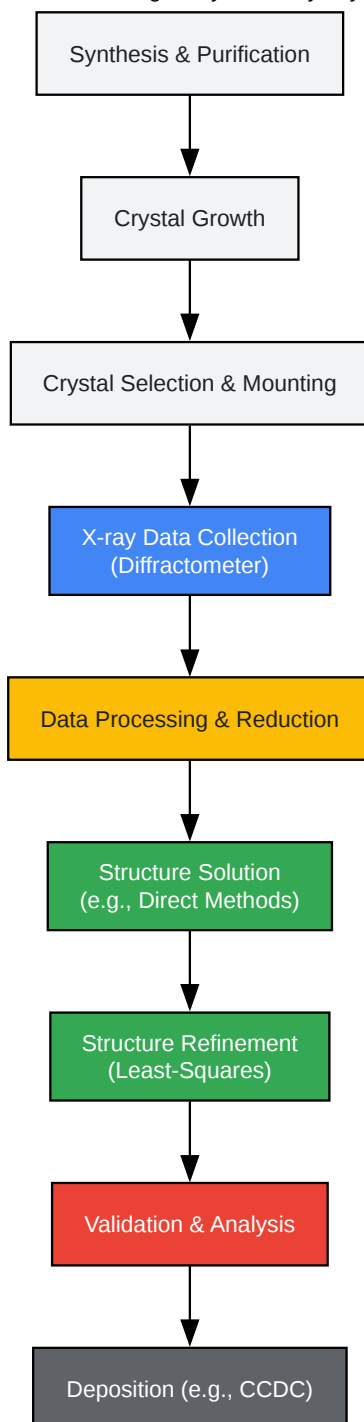 Synthesis & Purification
Crystal Growth
Crystal Selection & Mounting
X-ray Data Collection
(Diffractometer)
Data Processing & Reduction
Structure Solution
(e.g., Direct Methods)
Structure Refinement
(Least-Squares)
Validation & Analysis
Deposition (e.g., CCDC)